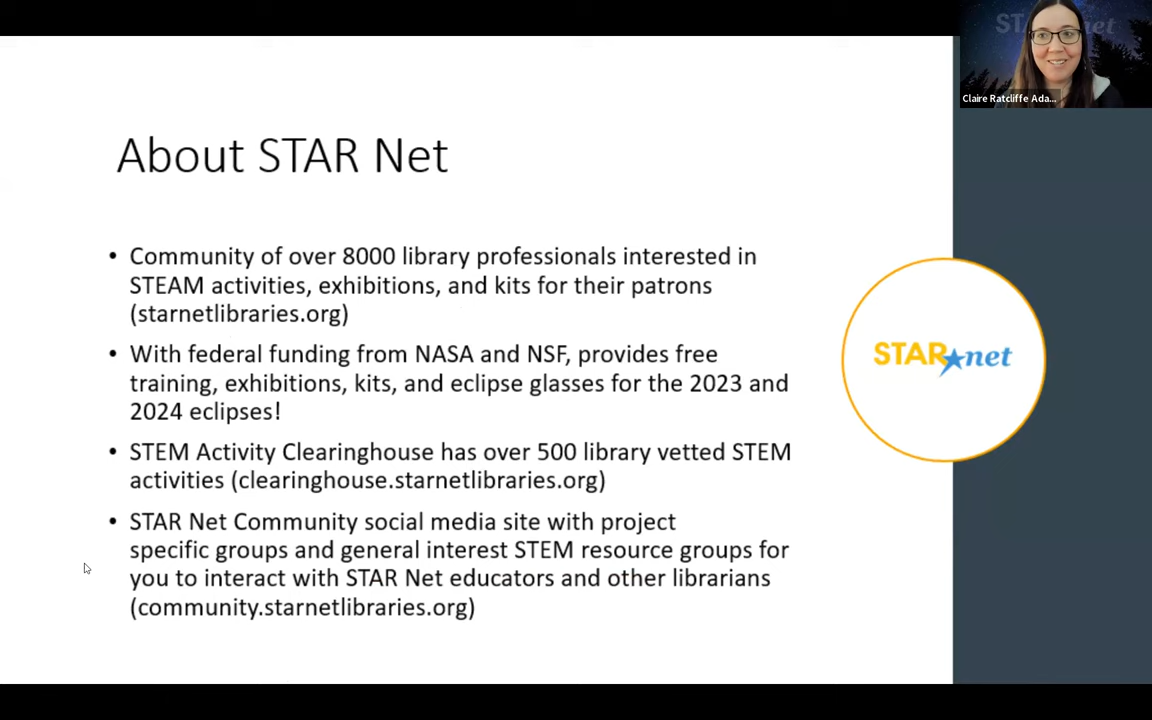 STAR net
Claire Ratcliffe Ada...
About STAR Net
• Community of over 8000 library professionals interested in
STEAM activities, exhibitions, and kits for their patrons
(starnetlibraries.org)
• With federal funding from NASA and NSF, provides free
training, exhibitions, kits, and eclipse glasses for the 2023 and
2024 eclipses!
• STEM Activity Clearinghouse has over 500 library vetted STEM
activities (clearinghouse.starnetlibraries.org)
• STAR Net Community social media site with project
specific groups and general interest STEM resource groups for
you to interact with STAR Net educators and other librarians
(community.starnetlibraries.org)
STAR net